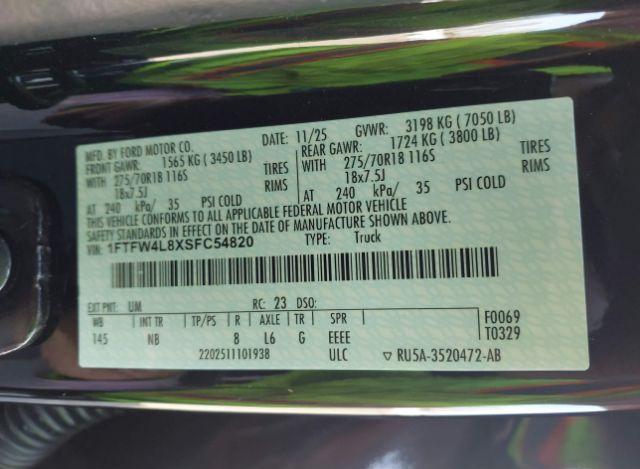 MFD. BY FORD MOTOR CO.
DATE: 11/25 GVWR: 3198 KG ( 7050 LB)
FRONT GAWR: 1565 KG ( 3450 LB)
REAR GAWR: 1724 KG ( 3800 LB)
WITH 275/70R18 116S TIRES
WITH 275/70R18 116S TIRES
18x7.5J RIMS
18x7.5J RIMS
AT 240 kPa/ 35 PSI COLD
AT 240 kPa/ 35 PSI COLD
THIS VEHICLE CONFORMS TO ALL APPLICABLE FEDERAL MOTOR VEHICLE
SAFETY STANDARDS IN EFFECT ON THE DATE OF MANUFACTURE SHOWN ABOVE.
VIN: 1FTFW4L8XSFC54820 TYPE: Truck
EXT PNT: UM RC: 23 DSO:
WB INT TR TP/PS R AXLE TR SPR
145 NB 8 L6 G EEEE
F0069
T0329
2202511101938 ULC ▽ RU5A-3520472-AB